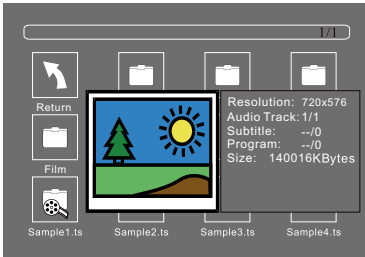 1/1
Return
Resolution: 720x576
Audio Track: 1/1
Subtitle: --/0
Program: --/0
Size: 140016KBytes
Film
Sample1.ts Sample2.ts Sample3.ts Sample4.ts